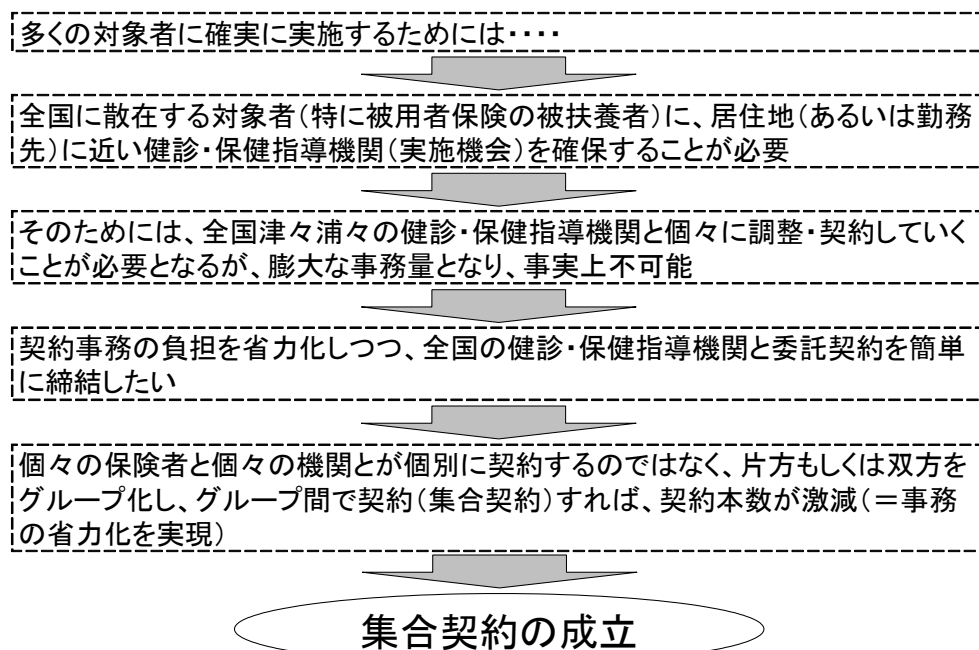 多くの対象者に確実に実施するためには・・・・
全国に散在する対象者(特に被用者保険の被扶養者)に、居住地(あるいは勤務
先)に近い健診・保健指導機関(実施機会)を確保することが必要
そのためには、全国津々浦々の健診・保健指導機関と個々に調整・契約していく
ことが必要となるが、膨大な事務量となり、事実上不可能
契約事務の負担を省力化しつつ、全国の健診・保健指導機関と委託契約を簡単
に締結したい
個々の保険者と個々の機関とが個別に契約するのではなく、片方もしくは双方を
グループ化し、グループ間で契約(集合契約)すれば、契約本数が激減(=事務
の省力化を実現)
集合契約の成立